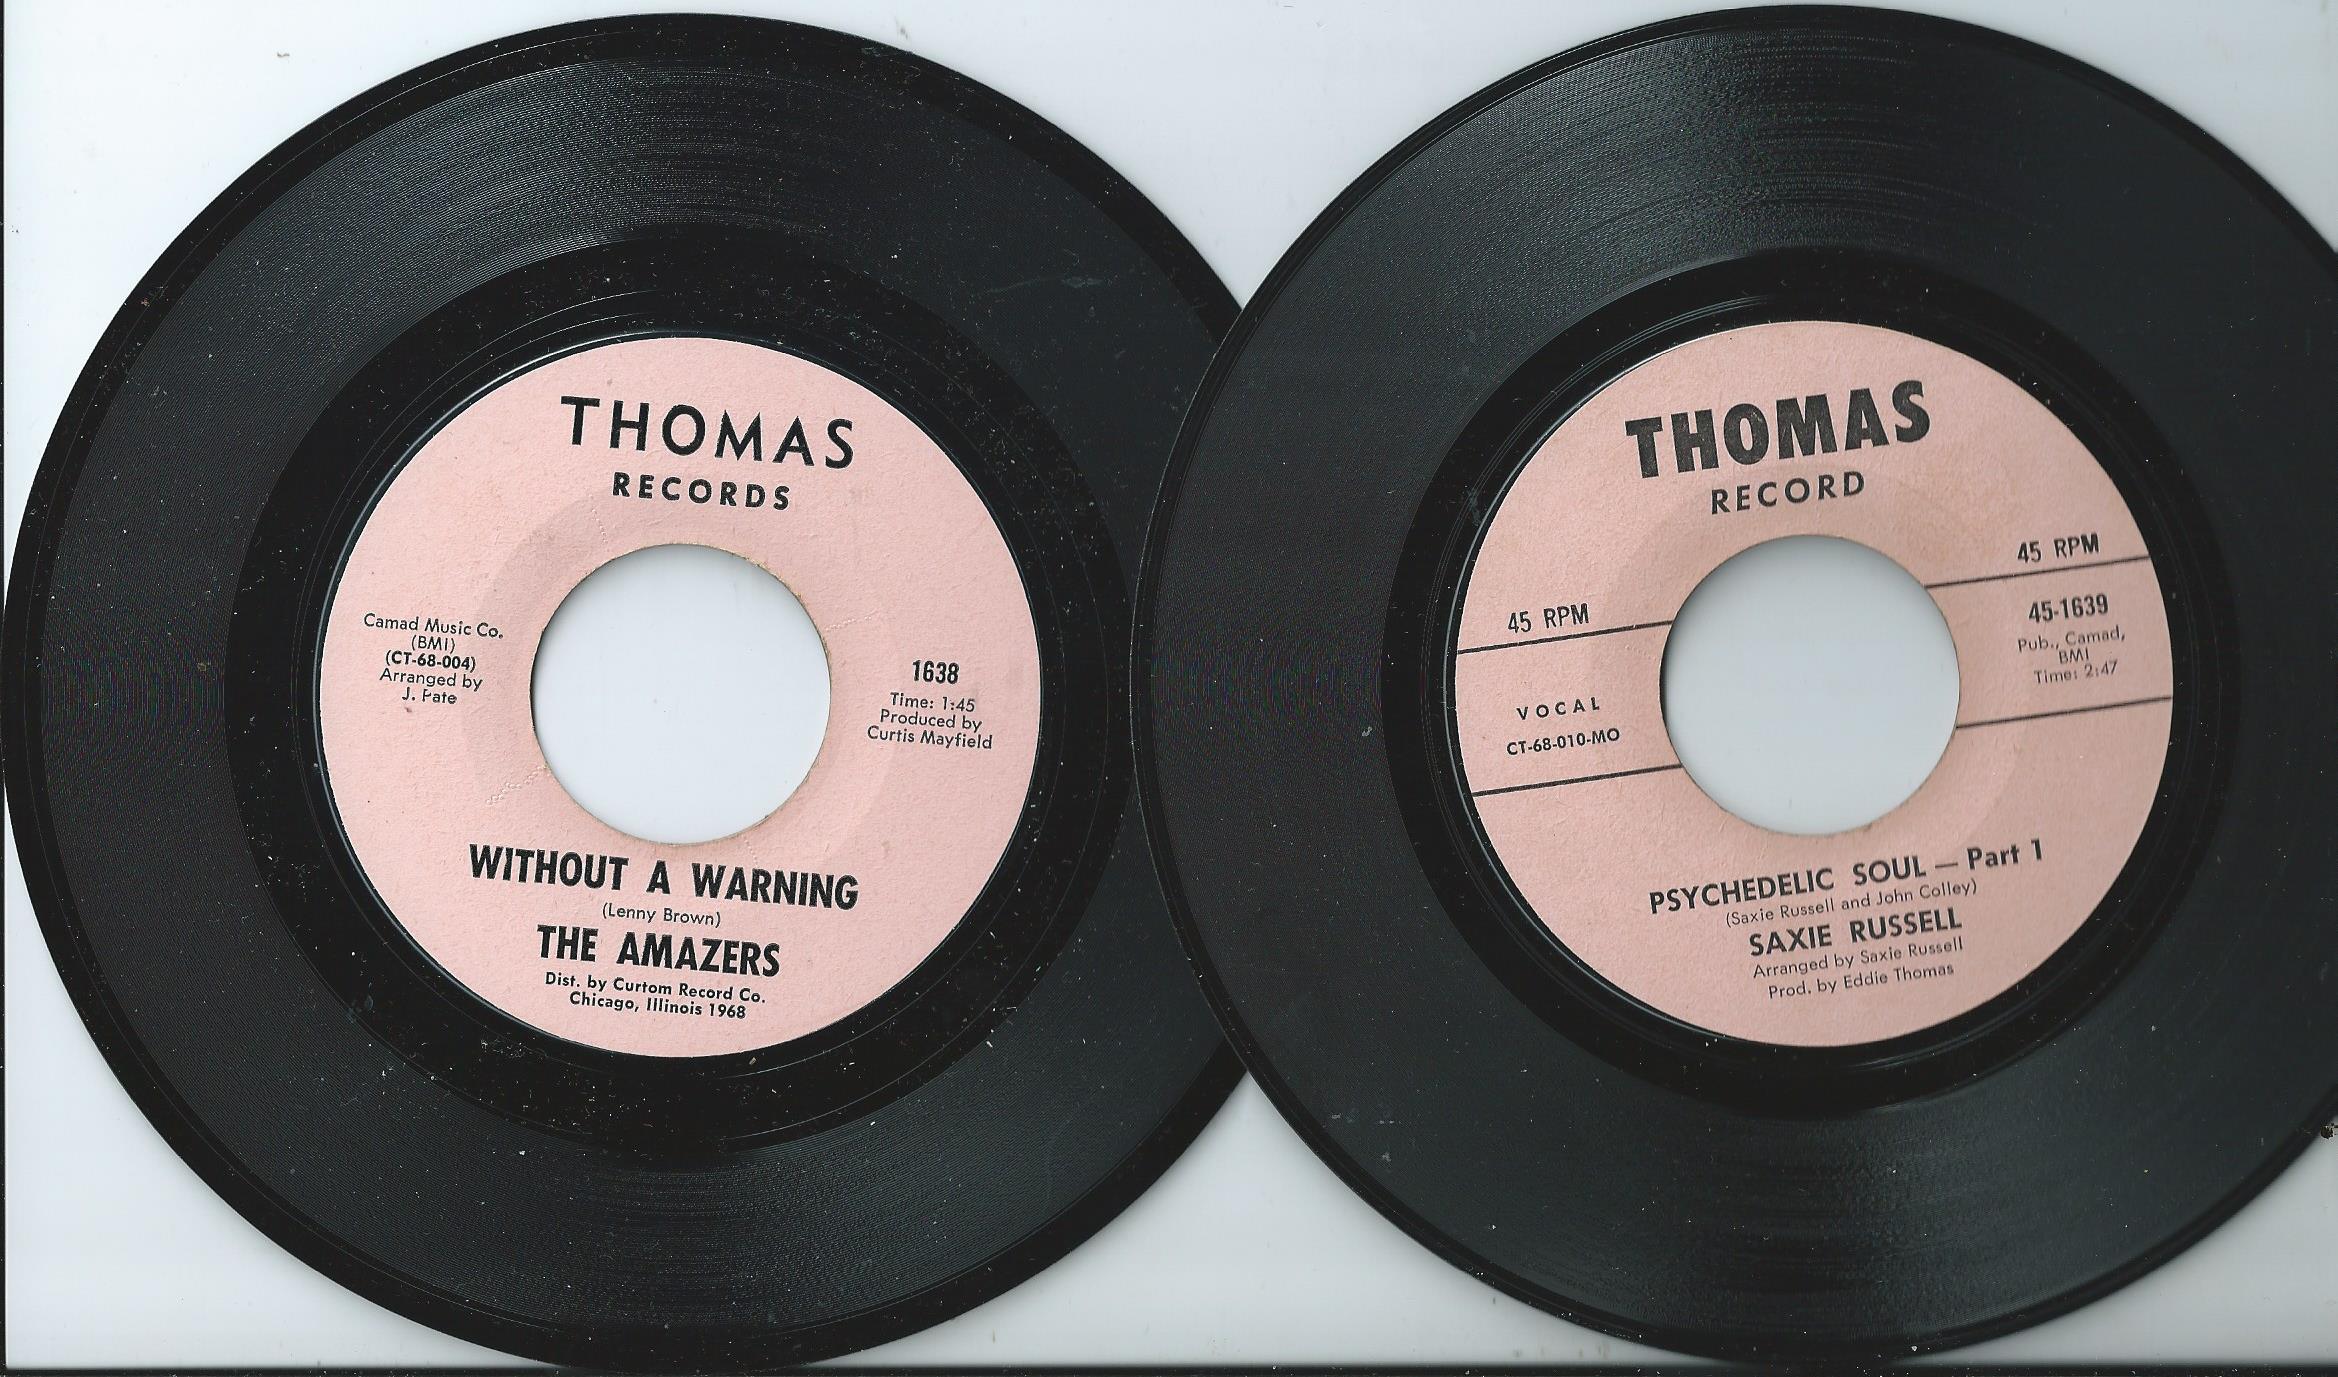 THOMAS
RECORDS
Camad Music Co.
(BMI)
(CT-68-004)
Arranged by
J. Pate
1638
Time: 1:45
Produced by
Curtis Mayfield
WITHOUT A WARNING
(Lenny Brown)
THE AMAZERS
Dist. by Curtom Record Co.
Chicago, Illinois 1968
THOMAS
RECORD
45 RPM
VOCAL
CT-68-010-MO
45 RPM
45-1639
Pub., Camad,
BMI
Time: 2:47
PSYCHEDELIC SOUL — Part 1
(Saxie Russell and John Colley)
SAXIE RUSSELL
Arranged by Saxie Russell
Prod. by Eddie Thomas